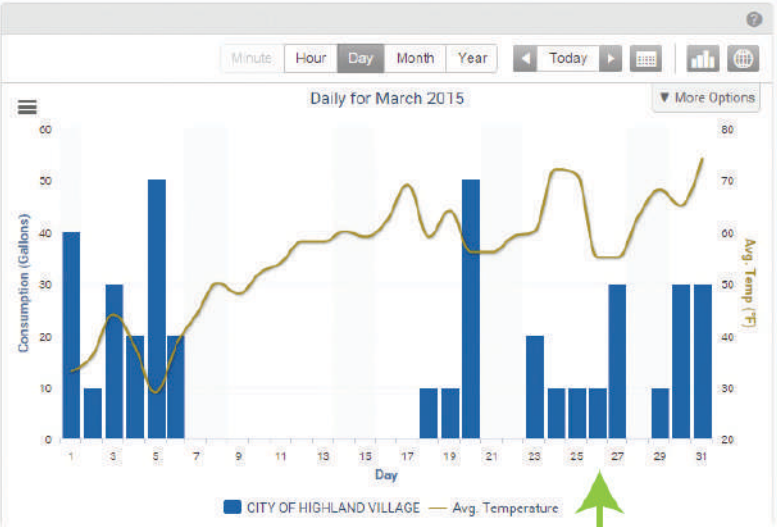 ?
Minute Hour Day Month Year Today
Daily for March 2015
▼ More Options
60 80
50 70
40 60
30 50
20 40
10 30
0 20
Consumption (Gallons)
Avg. Temp (°F)
1 3 5 7 9 11 13 15 17 19 21 23 25 27 29 31
Day
CITY OF HIGHLAND VILLAGE Avg. Temperature